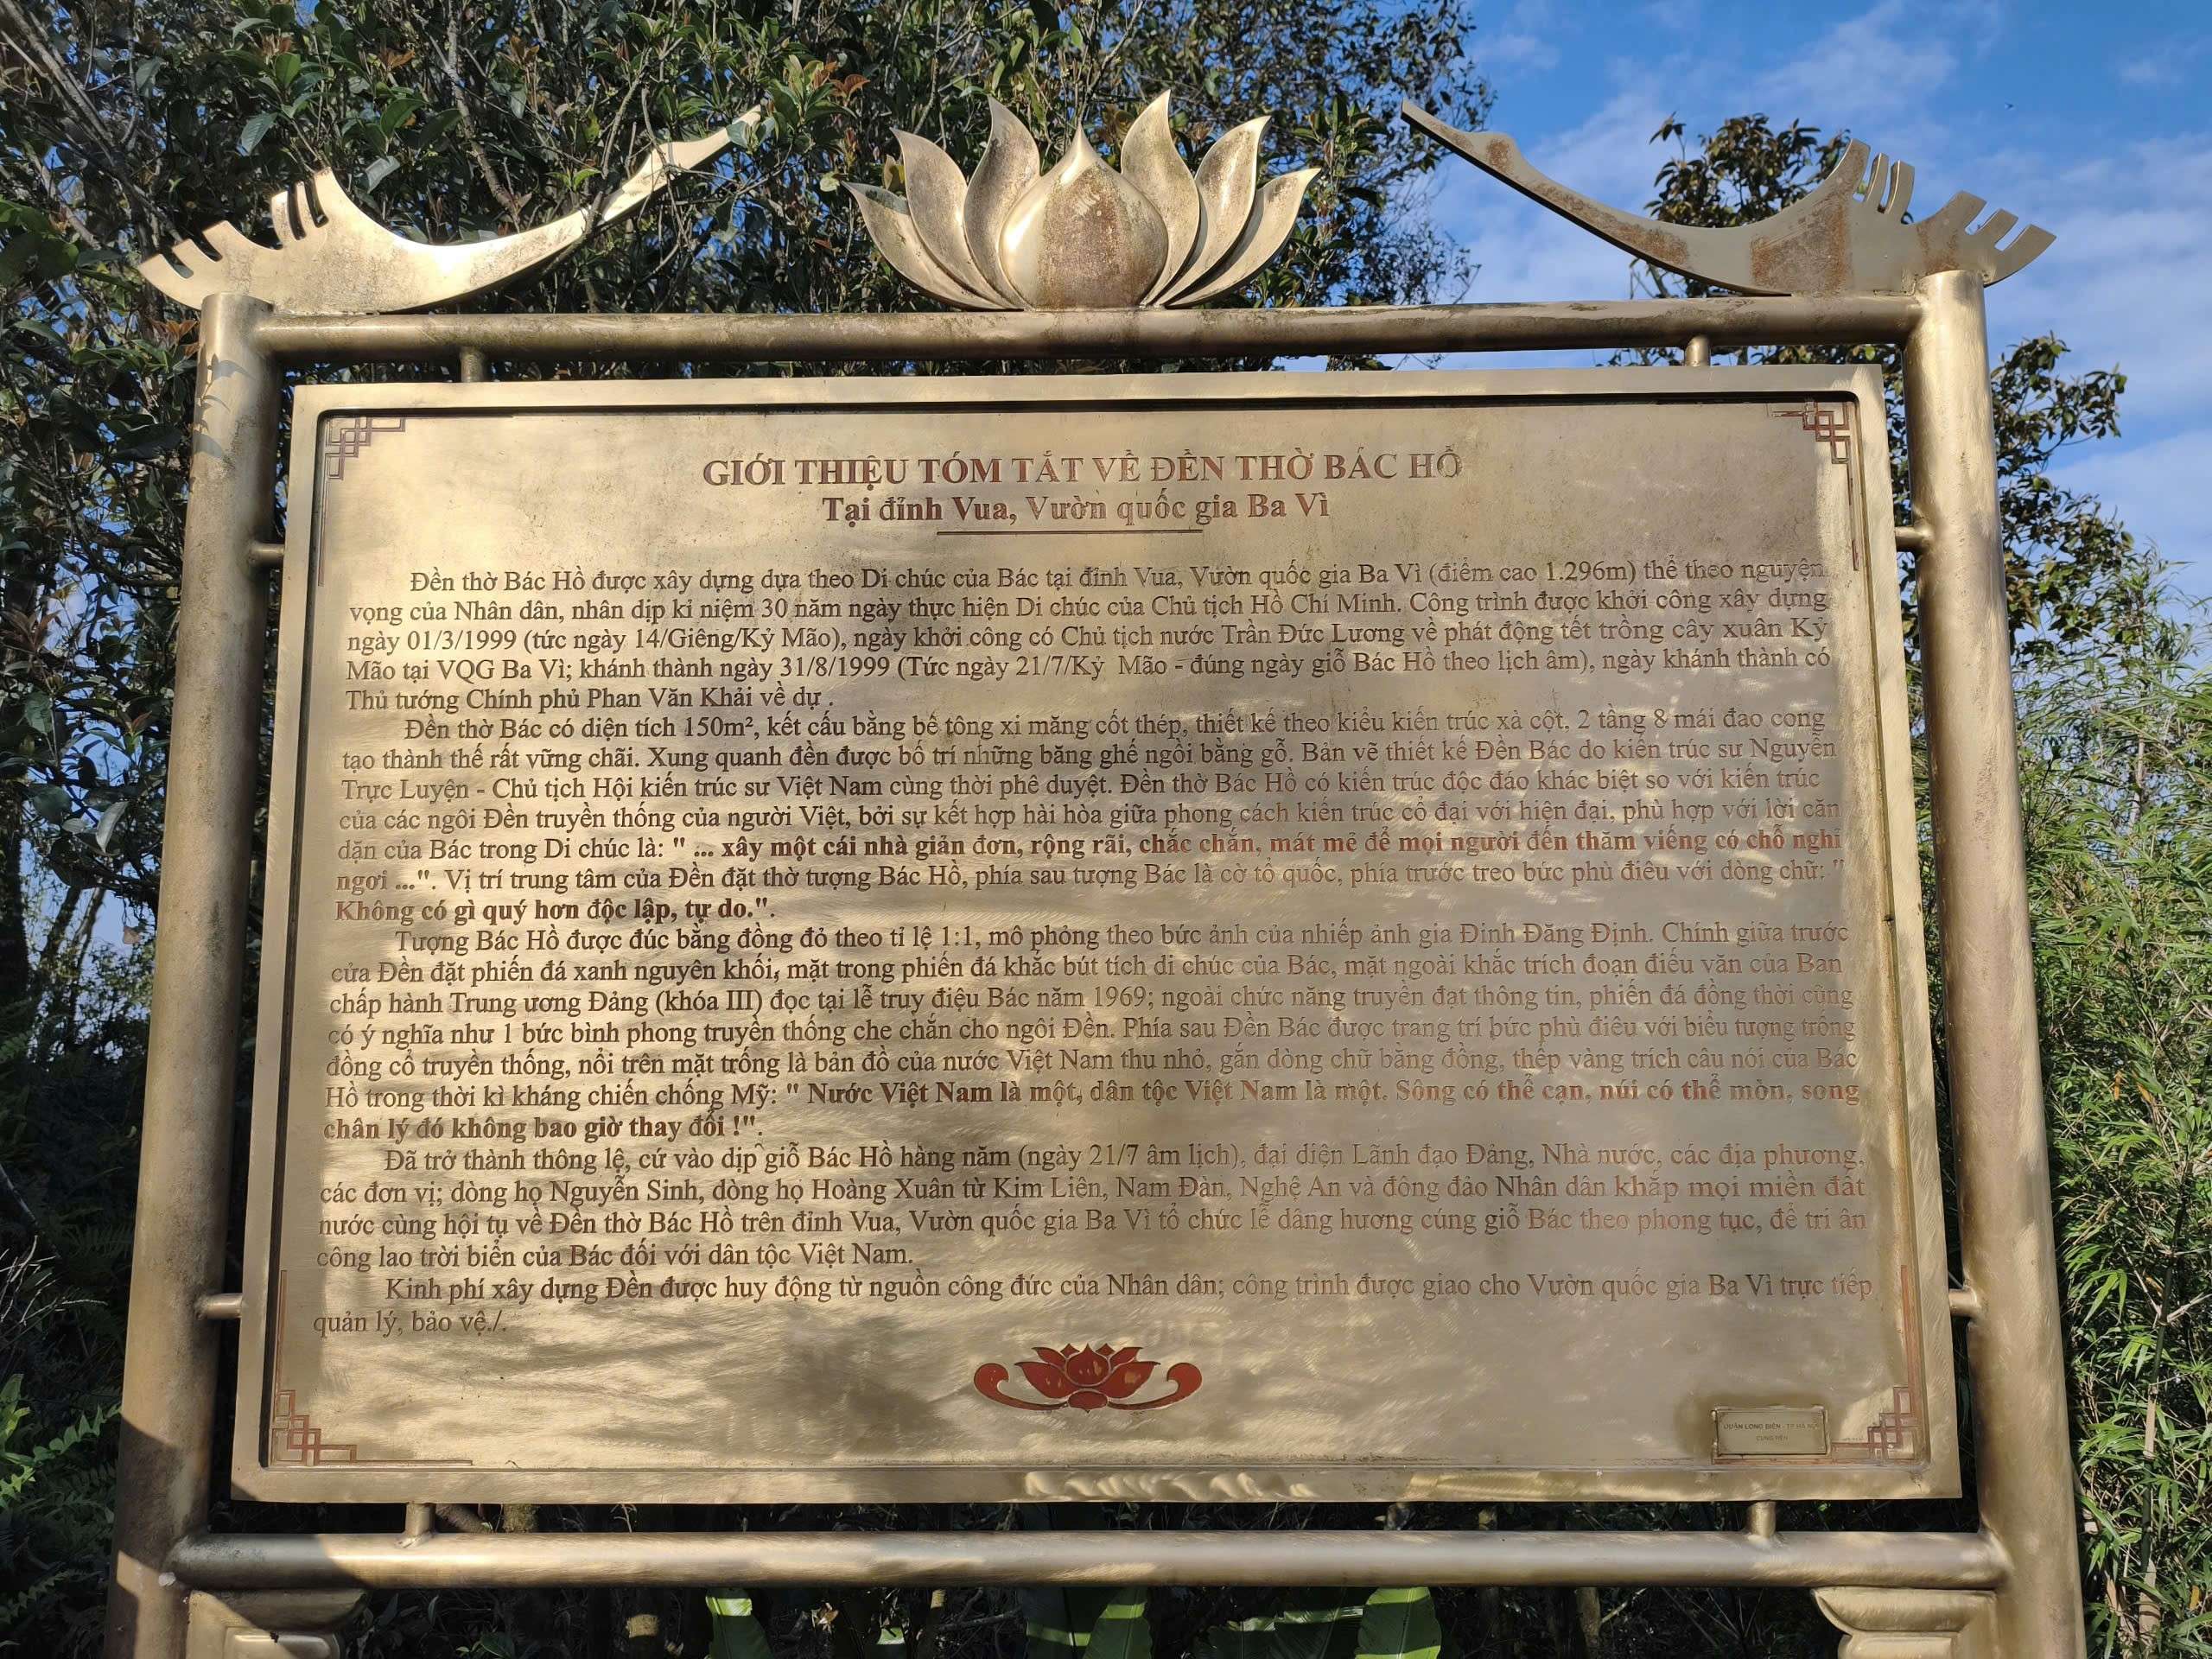 GIỚI THIỆU TÓM TẮT VỀ ĐỀN THỜ BÁC HỒ
Tại đỉnh Vua, Vườn quốc gia Ba Vì
Đền thờ Bác Hồ được xây dựng dựa theo Di chúc của Bác tại đỉnh Vua, Vườn quốc gia Ba Vì (điểm cao 1.296m) thể theo nguyện
vọng của Nhân dân, nhân dịp kỉ niệm 30 năm ngày thực hiện Di chúc của Chủ tịch Hồ Chí Minh. Công trình được khởi công xây dựng
ngày 01/3/1999 (tức ngày 14/Giêng/Kỷ Mão), ngày khởi công có Chủ tịch nước Trần Đức Lương về phát động tết trồng cây xuân Kỷ
Mão tại VQG Ba Vì; khánh thành ngày 31/8/1999 (Tức ngày 21/7/Kỷ Mão - đúng ngày giỗ Bác Hồ theo lịch âm), ngày khánh thành có
Thủ tướng Chính phủ Phan Văn Khải về dự .
Đền thờ Bác có diện tích 150m², kết cấu bằng bê tông xi măng cốt thép, thiết kế theo kiểu kiến trúc xà cột, 2 tầng 8 mái đao cong
tạo thành thế rất vững chãi. Xung quanh đền được bố trí những băng ghế ngồi bằng gỗ. Bản vẽ thiết kế Đền Bác do kiến trúc sư Nguyễn
Trực Luyện - Chủ tịch Hội kiến trúc sư Việt Nam cùng thời phê duyệt. Đền thờ Bác Hồ có kiến trúc độc đáo khác biệt so với kiến trúc
của các ngôi Đền truyền thống của người Việt, bởi sự kết hợp hài hòa giữa phong cách kiến trúc cổ đại với hiện đại, phù hợp với lời căn
dặn của Bác trong Di chúc là: " ... xây một cái nhà giản đơn, rộng rãi, chắc chắn, mát mẻ để mọi người đến thăm viếng có chỗ nghỉ
ngơi ...". Vị trí trung tâm của Đền đặt thờ tượng Bác Hồ, phía sau tượng Bác là cờ tổ quốc, phía trước treo bức phù điêu với dòng chữ: "
Không có gì quý hơn độc lập, tự do.".
Tượng Bác Hồ được đúc bằng đồng đỏ theo tỉ lệ 1:1, mô phỏng theo bức ảnh của nhiếp ảnh gia Đinh Đăng Định. Chính giữa trước
cửa Đền đặt phiến đá xanh nguyên khối, mặt trong phiến đá khắc bút tích di chúc của Bác, mặt ngoài khắc trích đoạn điếu văn của Ban
chấp hành Trung ương Đảng (khóa III) đọc tại lễ truy điệu Bác năm 1969; ngoài chức năng truyền đạt thông tin, phiến đá đồng thời cũng
có ý nghĩa như 1 bức bình phong truyền thống che chắn cho ngôi Đền. Phía sau Đền Bác được trang trí bức phù điêu với biểu tượng trống
đồng cổ truyền thống, nổi trên mặt trống là bản đồ của nước Việt Nam thu nhỏ, gắn dòng chữ bằng đồng, thếp vàng trích câu nói của Bác
Hồ trong thời kì kháng chiến chống Mỹ: " Nước Việt Nam là một, dân tộc Việt Nam là một. Sông có thể cạn, núi có thể mòn, song
chân lý đó không bao giờ thay đổi !".
Đã trở thành thông lệ, cứ vào dịp giỗ Bác Hồ hàng năm (ngày 21/7 âm lịch), đại diện Lãnh đạo Đảng, Nhà nước, các địa phương,
các đơn vị; dòng họ Nguyễn Sinh, dòng họ Hoàng Xuân từ Kim Liên, Nam Đàn, Nghệ An và đông đảo Nhân dân khắp mọi miền đất
nước cùng hội tụ về Đền thờ Bác Hồ trên đỉnh Vua, Vườn quốc gia Ba Vì tổ chức lễ dâng hương cúng giỗ Bác theo phong tục, để tri ân
công lao trời biển của Bác đối với dân tộc Việt Nam.
Kinh phí xây dựng Đền được huy động từ nguồn công đức của Nhân dân; công trình được giao cho Vườn quốc gia Ba Vì trực tiếp
quản lý, bảo vệ./.
QUẬN LONG BIÊN - TP HÀ NỘI
CUNG TIẾN